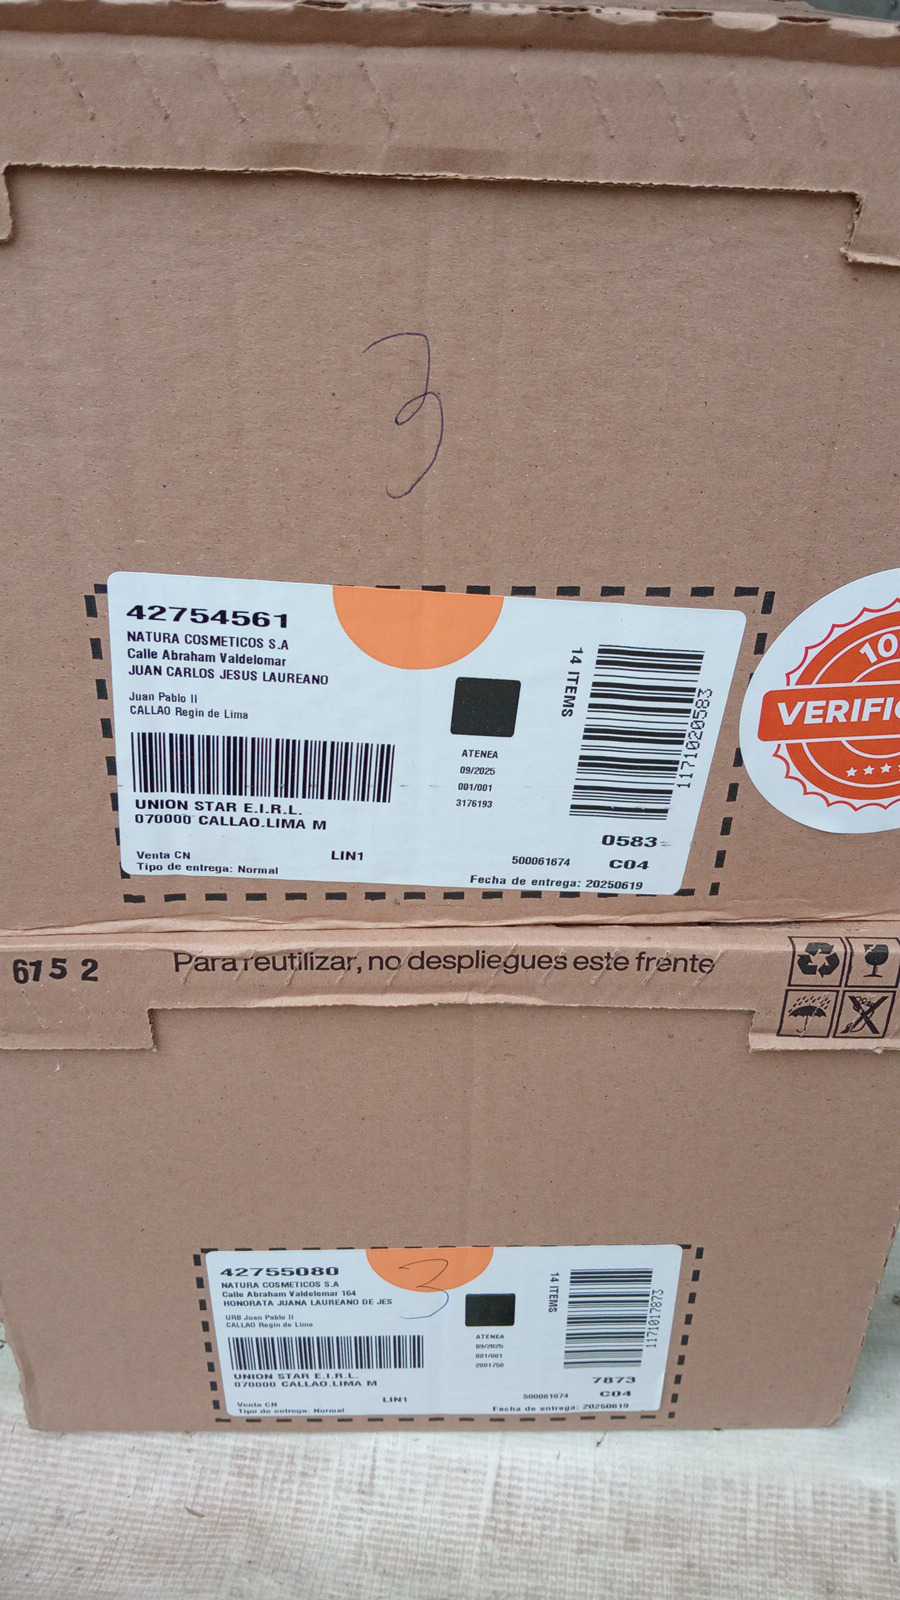 3
42754561
NATURA COSMETICOS S.A
Calle Abraham Valdelomar
JUAN CARLOS JESUS LAUREANO
Juan Pablo II
CALLAO Regin de Lima
UNION STAR E.I.R.L.
070000 CALLAO.LIMA M
Venta CN LIN1
Tipo de entrega: Normal
ATENEA
09/2025
001/001
3176193
14 ITEMS
1171020583
0583
500061674 C04
Fecha de entrega: 20250619
10
VERIFIC
6752
Para reutilizar, no despliegues este frente
42755080
NATURA COSMETICOS S.A
Calle Abraham Valdelomar 164
HONORATA JUANA LAUREANO DE JES
URB Juan Pablo II
CALLAO Regin de Lima
UNION STAR E.I.R.L.
070000 CALLAO.LIMA M
Venta CN LIN1
Tipo de entrega: Normal
3
ATENEA
09/2025
001/001
2001750
14 ITEMS
1171017873
7873
500061674 C04
Fecha de entrega: 20250619